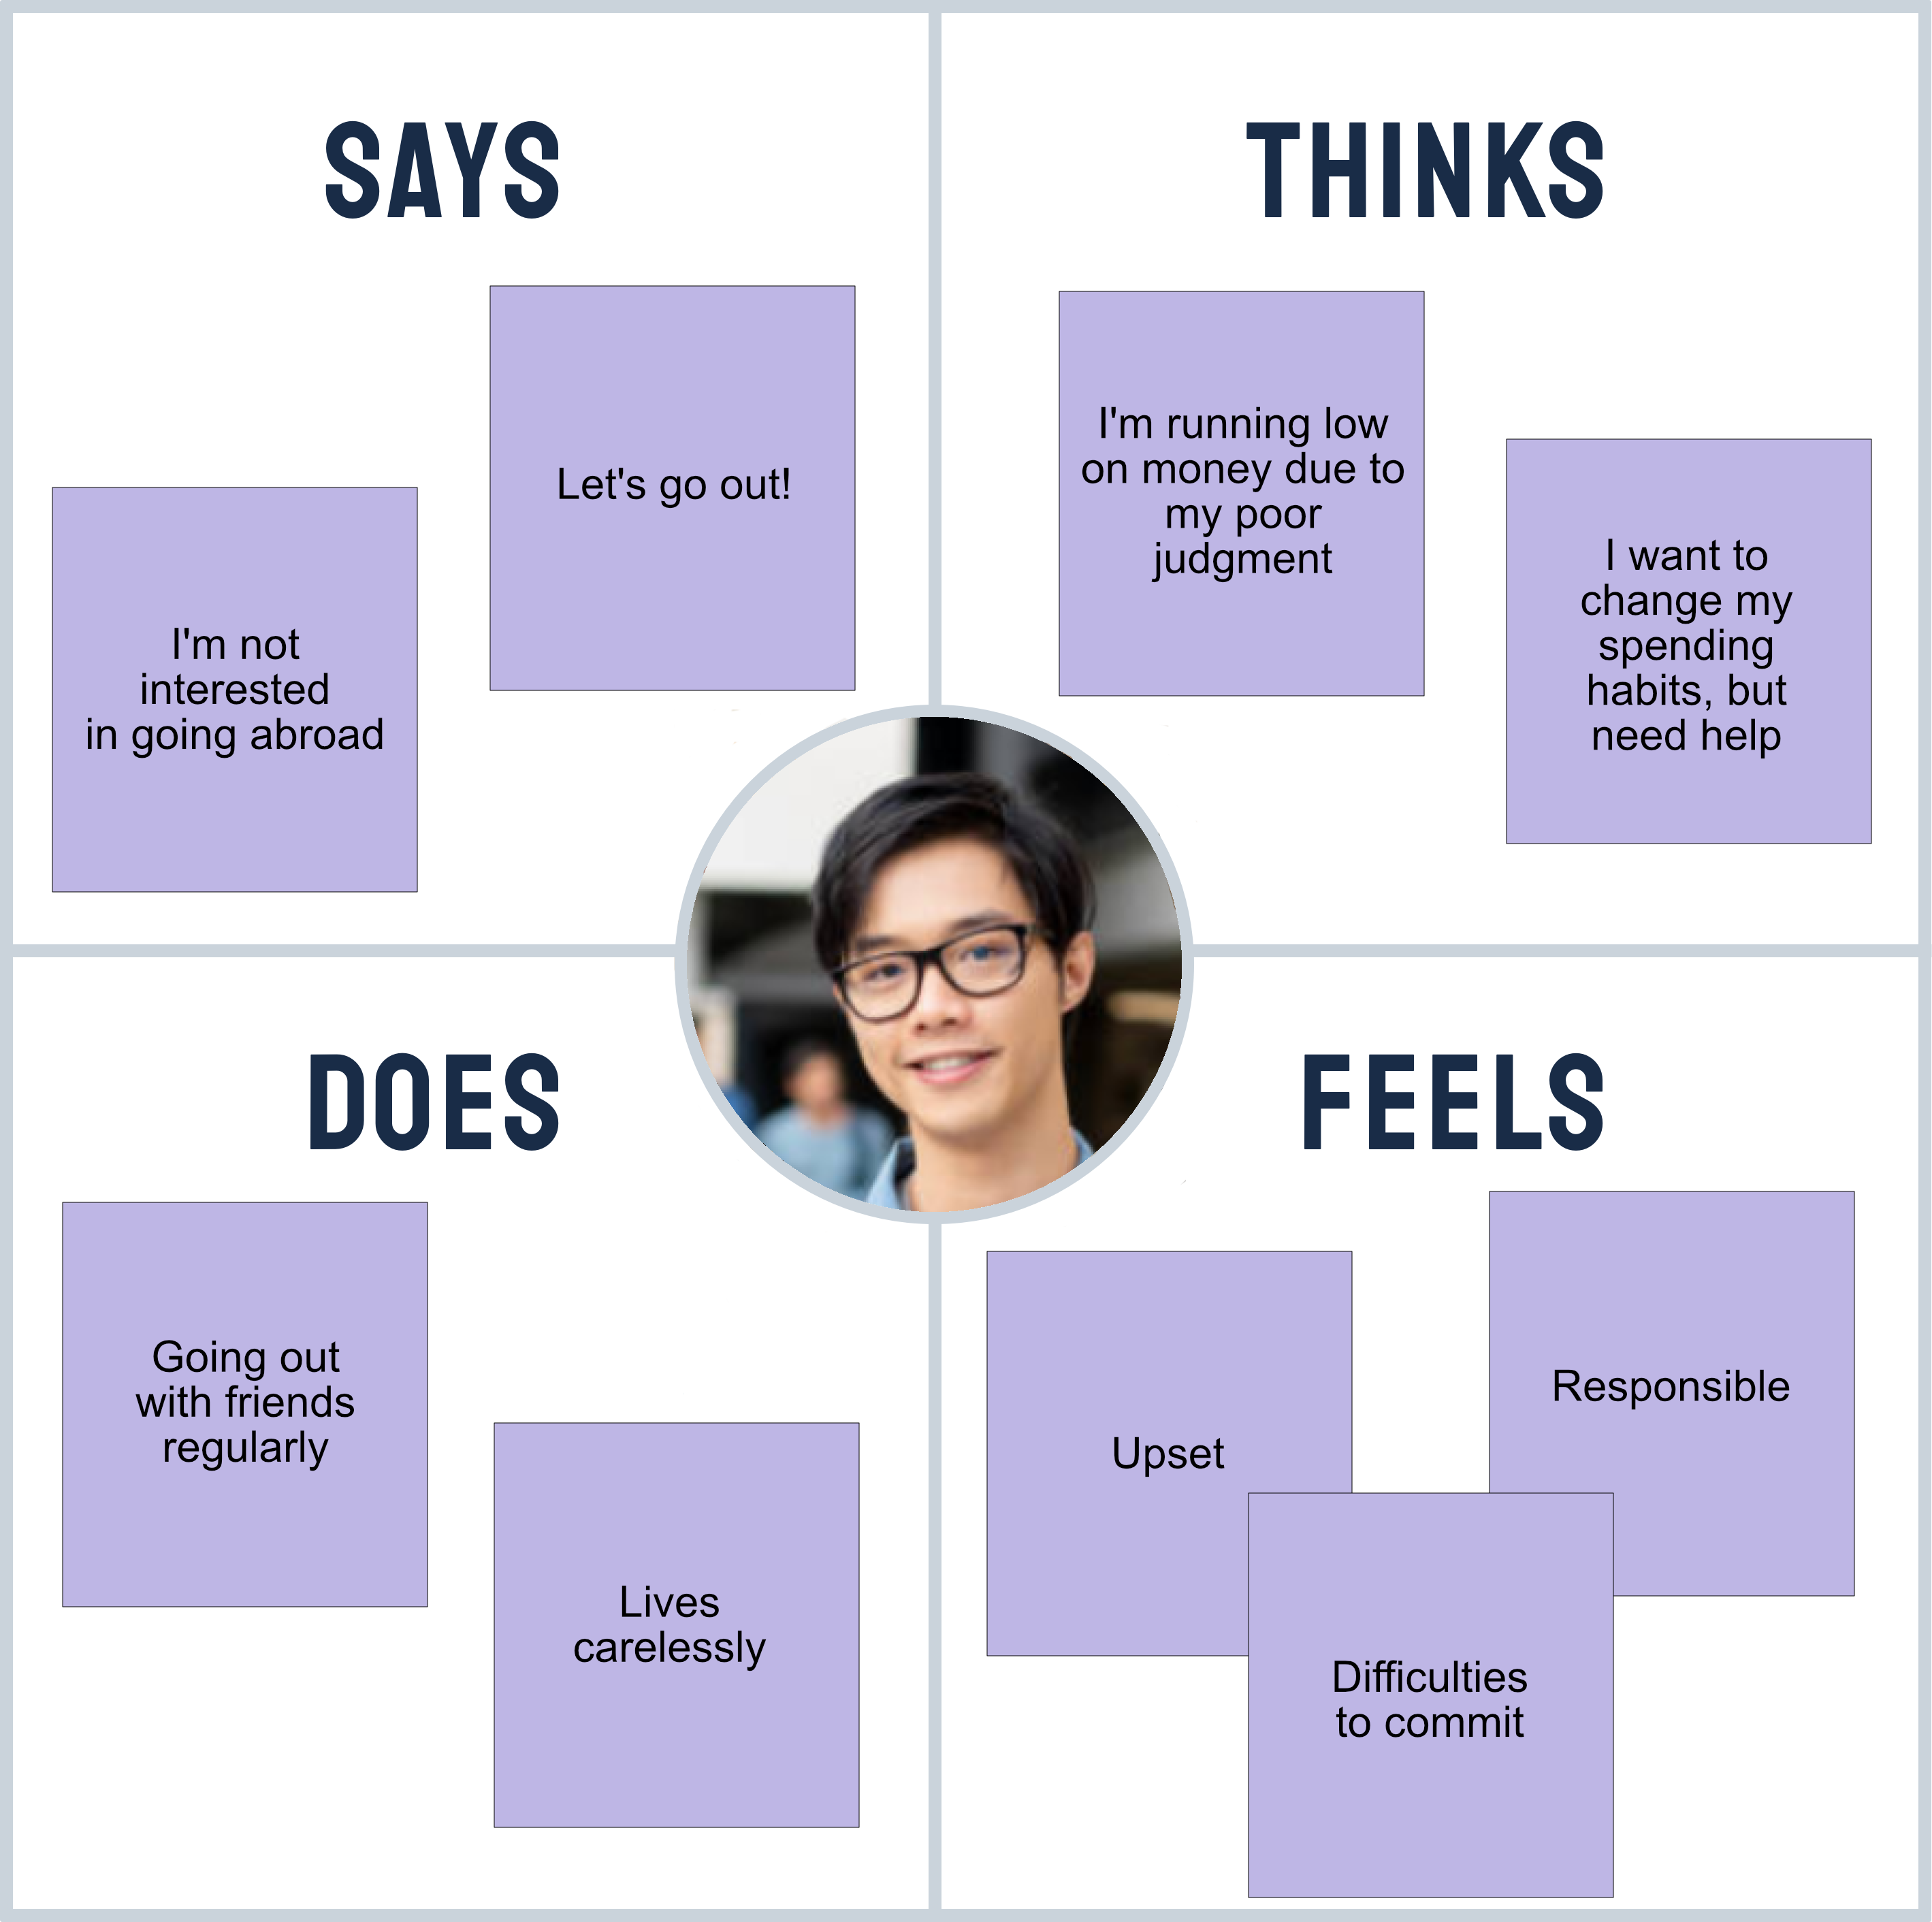 SAYS
Let's go out!
I'm not
interested
in going abroad
THINKS
I'm running low
on money due to
my poor
judgment
I want to
change my
spending
habits, but
need help
DOES
Going out
with friends
regularly
Lives
carelessly
FEELS
Upset
Responsible
Difficulties
to commit